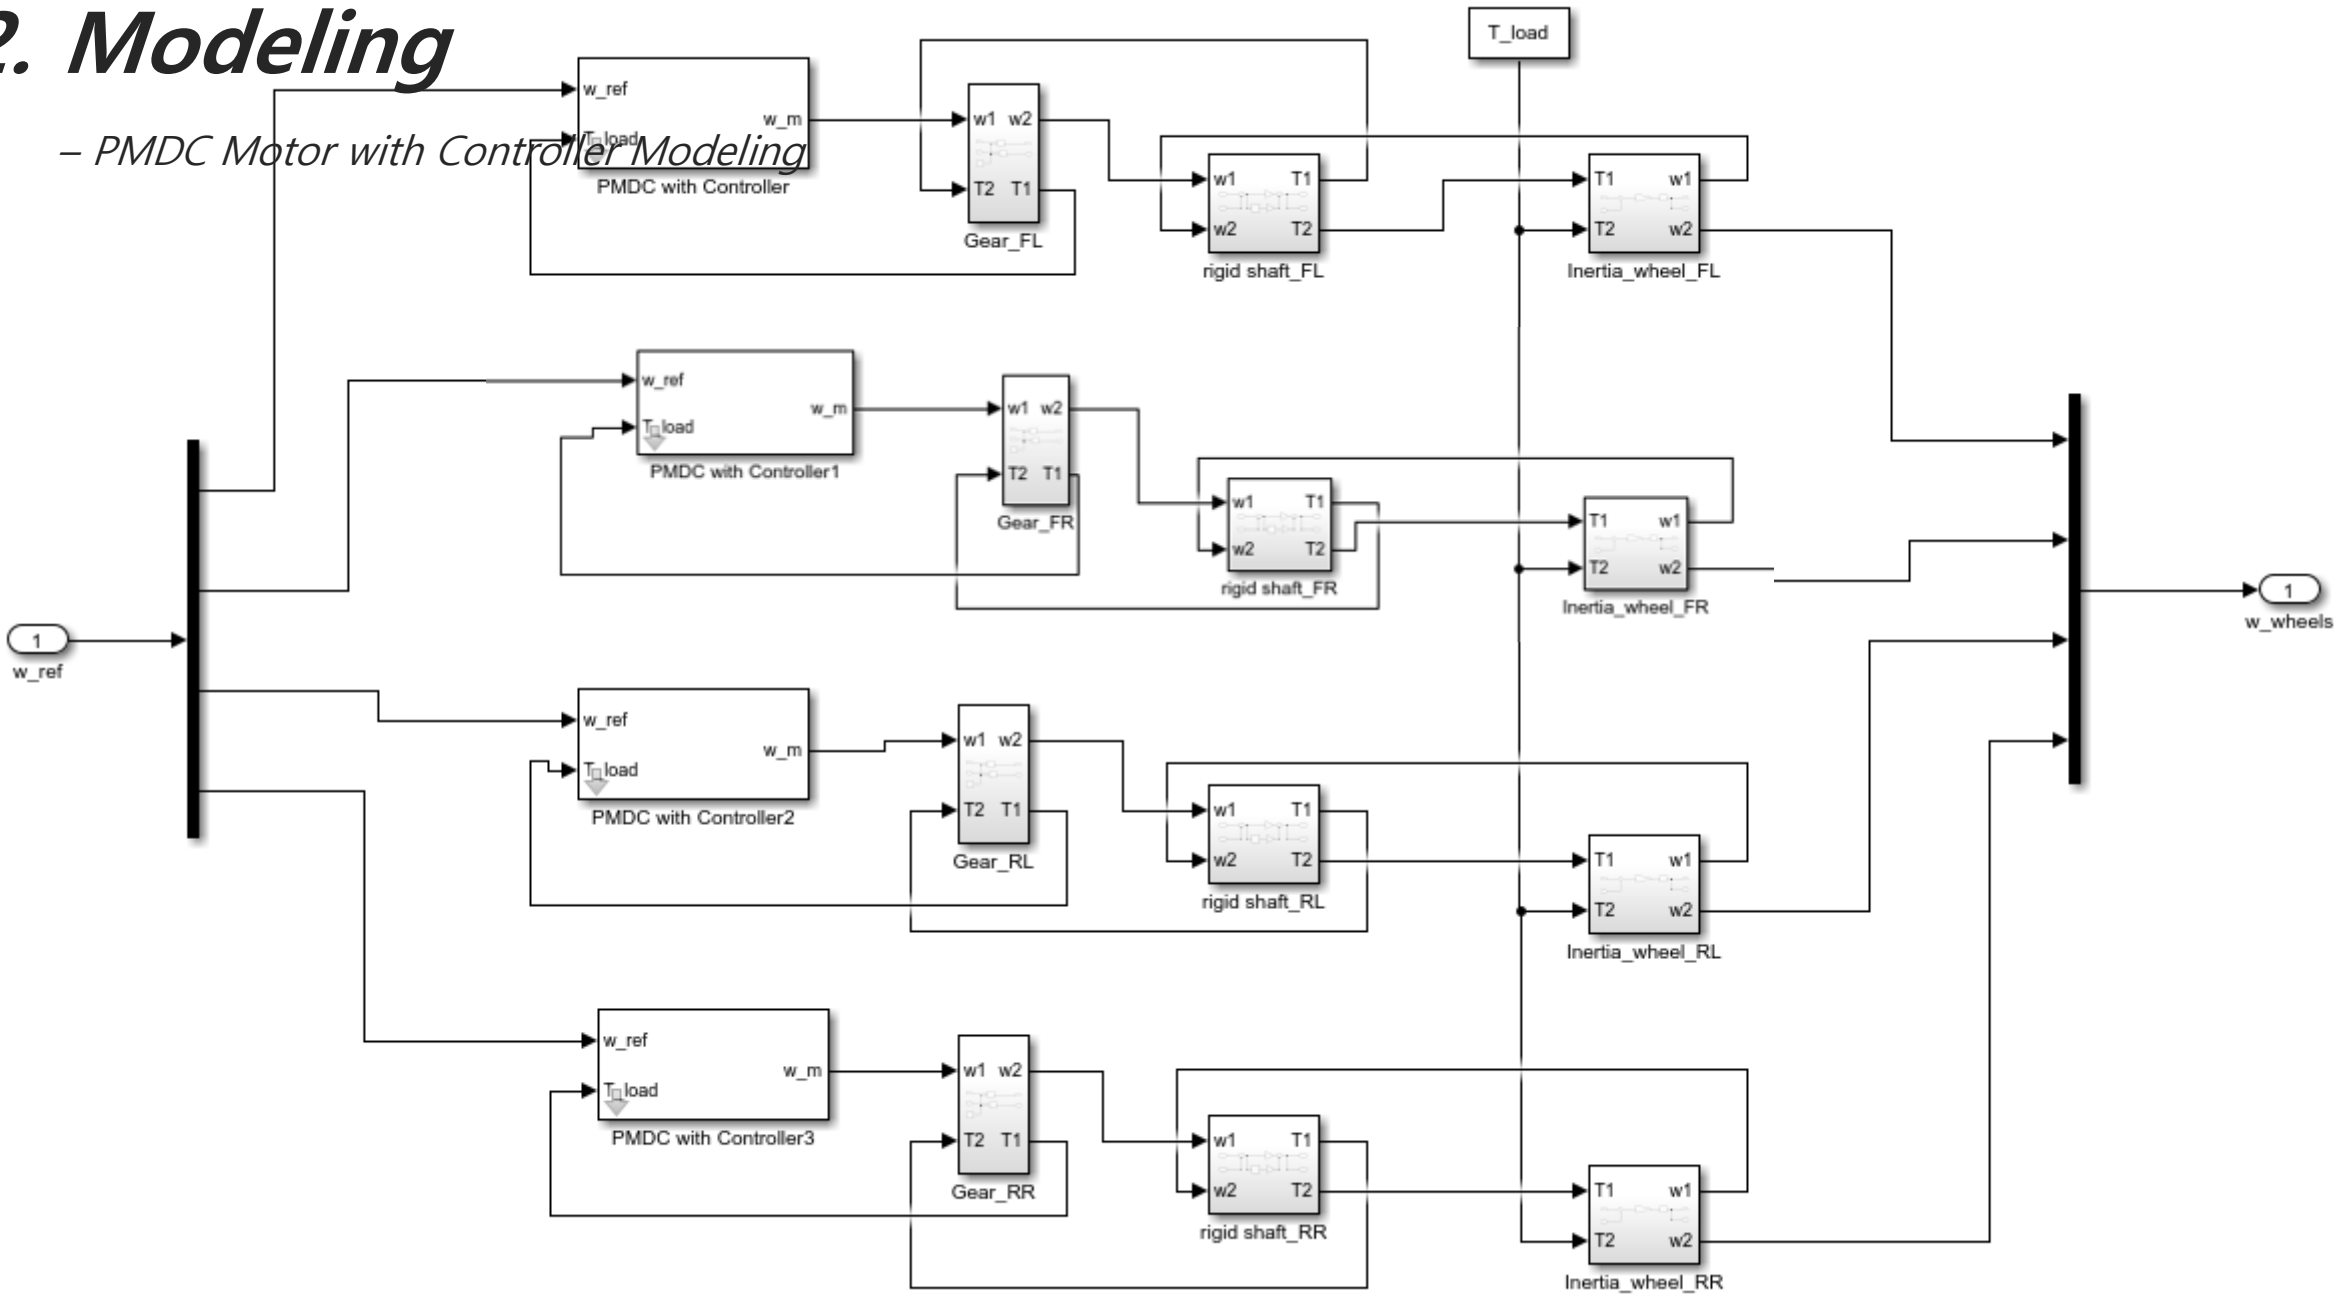 2. Modeling
– PMDC Motor with Controller Modeling
T_load
w_ref
T_load
w_m
PMDC with Controller
w1 w2
T2 T1
Gear_FL
w1 T1
w2 T2
rigid shaft_FL
T1 w1
T2 w2
Inertia_wheel_FL
w_ref
T_load
w_m
PMDC with Controller1
w1 w2
T2 T1
Gear_FR
w1 T1
w2 T2
rigid shaft_FR
T1 w1
T2 w2
Inertia_wheel_FR
1
w_ref
1
w_wheels
w_ref
T_load
w_m
PMDC with Controller2
w1 w2
T2 T1
Gear_RL
w1 T1
w2 T2
rigid shaft_RL
T1 w1
T2 w2
Inertia_wheel_RL
w_ref
T_load
w_m
PMDC with Controller3
w1 w2
T2 T1
Gear_RR
w1 T1
w2 T2
rigid shaft_RR
T1 w1
T2 w2
Inertia_wheel_RR